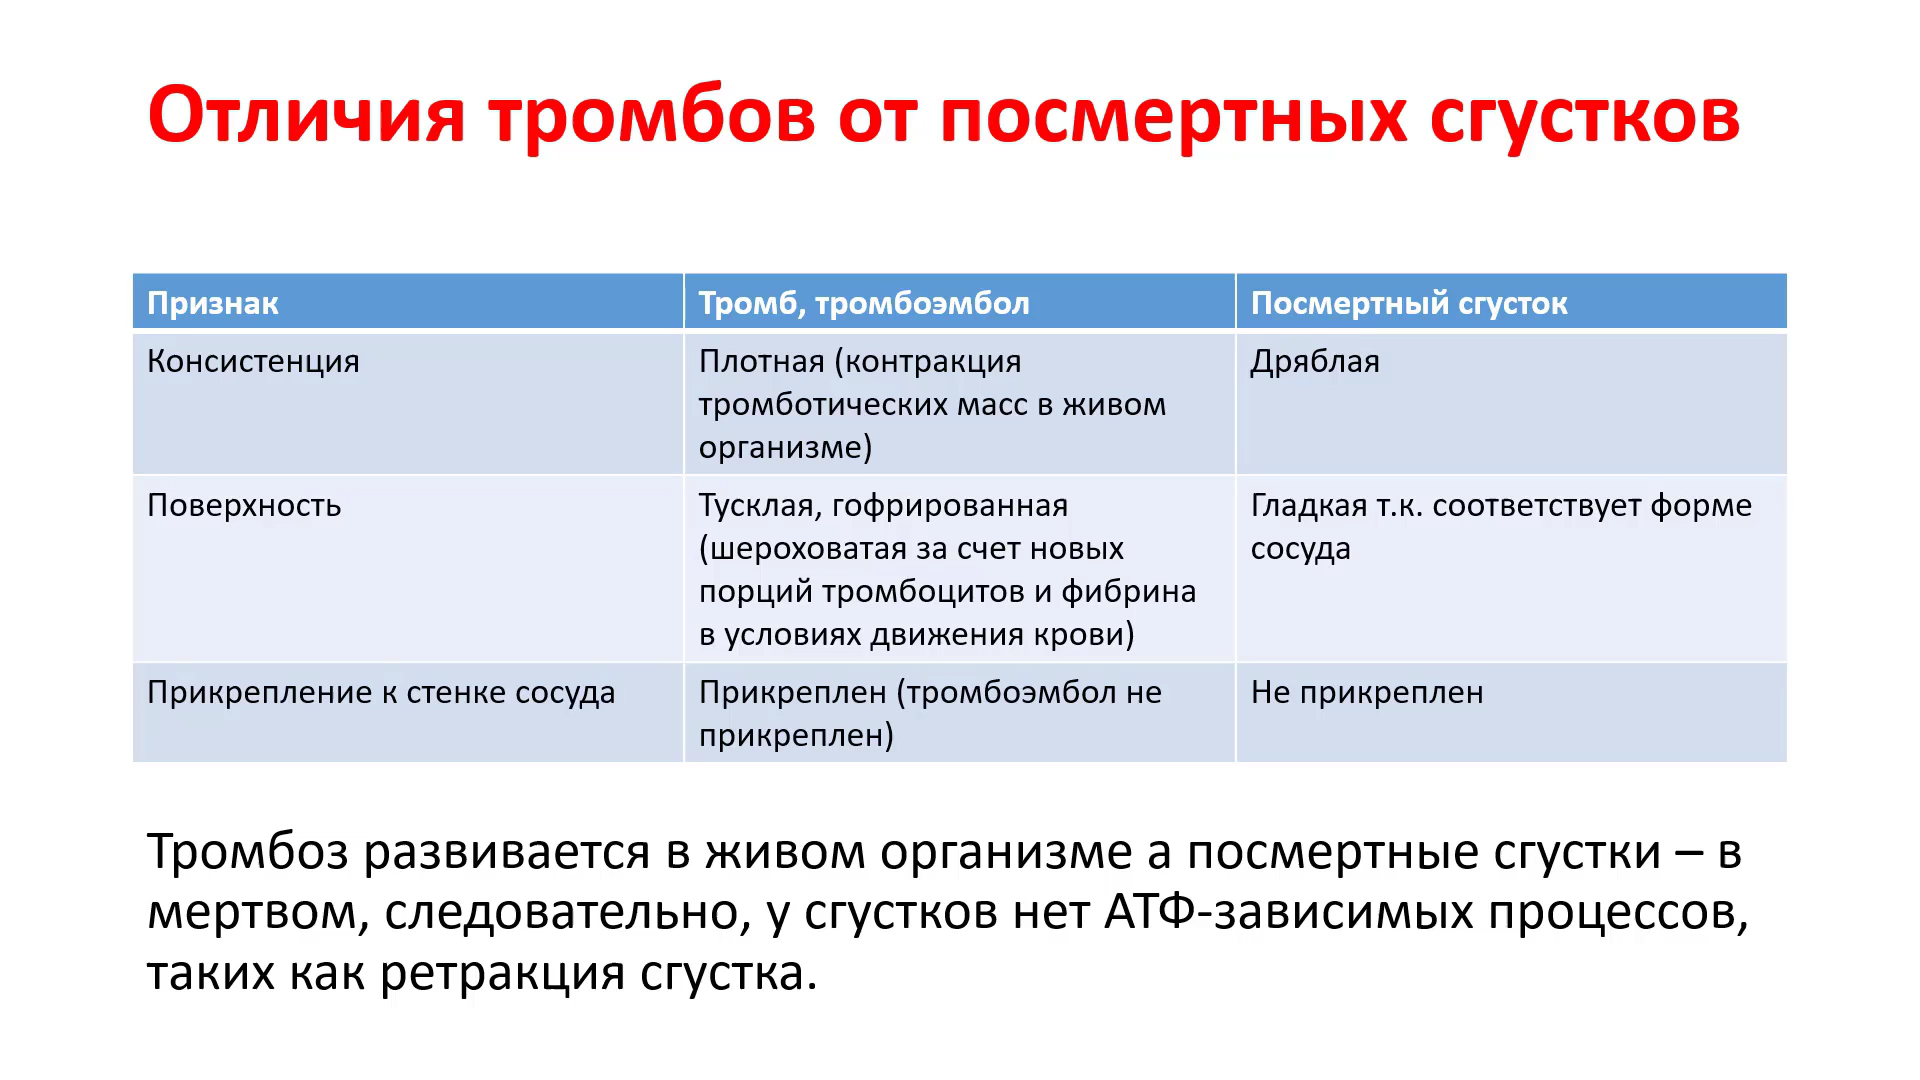 Отличия тромбов от посмертных сгустков
Признак
Тромб, тромбоэмбол
Посмертный сгусток
Консистенция
Плотная (контракция
тромботических масс в живом
организме)
Дряблая
Поверхность
Тусклая, гофрированная
(шероховатая за счет новых
порций тромбоцитов и фибрина
в условиях движения крови)
Гладкая т.к. соответствует форме
сосуда
Прикрепление к стенке сосуда
Прикреплен (тромбоэмбол не
прикреплен)
Не прикреплен
Тромбоз развивается в живом организме а посмертные сгустки – в
мертвом, следовательно, у сгустков нет АТФ-зависимых процессов,
таких как ретракция сгустка.